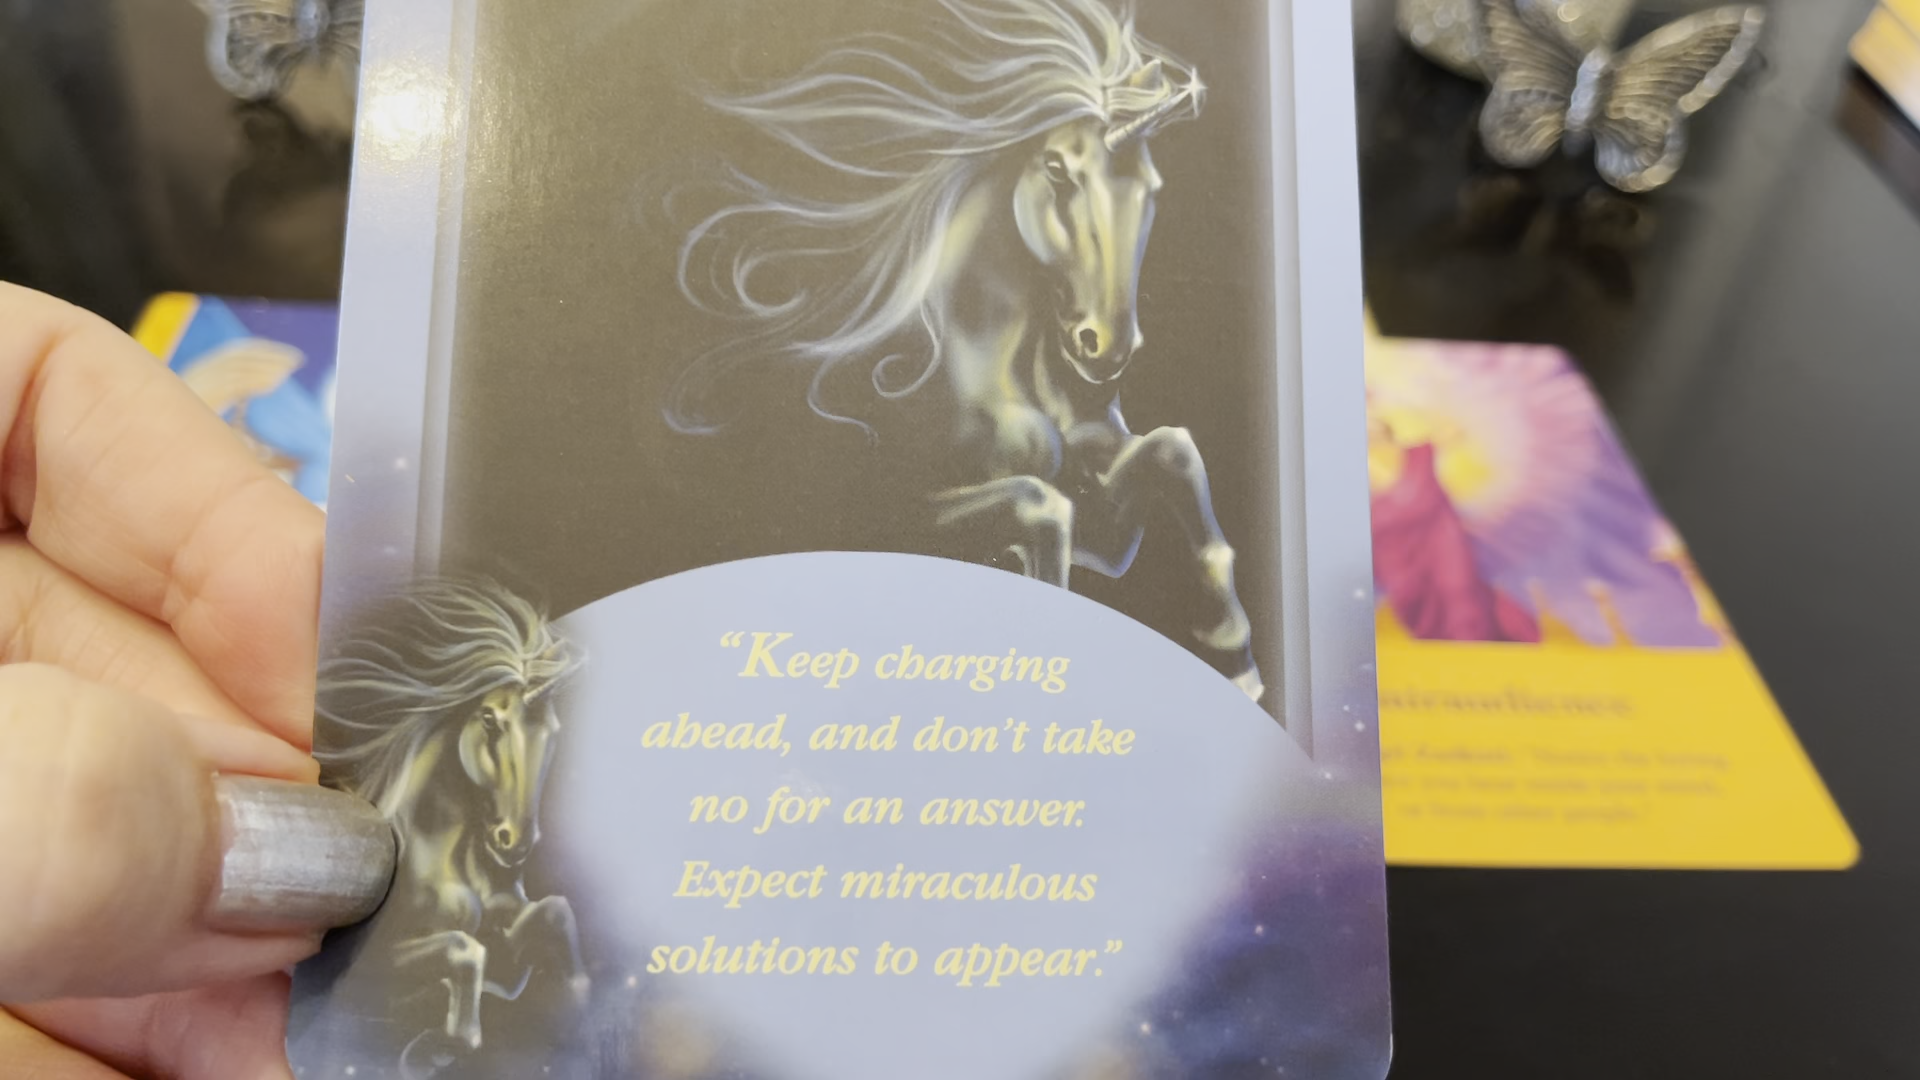 “Keep charging
ahead, and don’t take
no for an answer.
Expect miraculous
solutions to appear.”